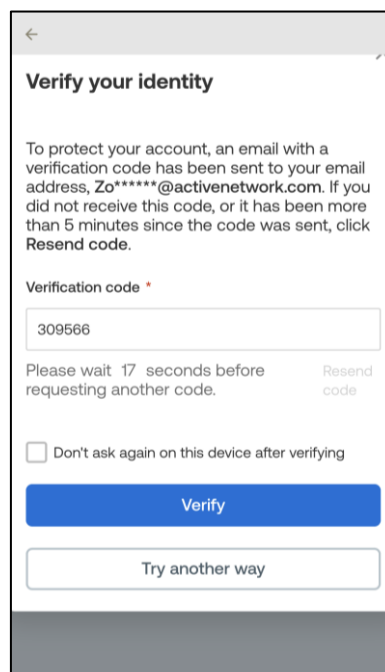 Verify your identity
To protect your account, an email with a
verification code has been sent to your email
address, Zo******@activenetwork.com. If you
did not receive this code, or it has been more
than 5 minutes since the code was sent, click
Resend code.
Verification code *
309566
Please wait 17 seconds before
requesting another code.
Resend
code
Don't ask again on this device after verifying
Verify
Try another way